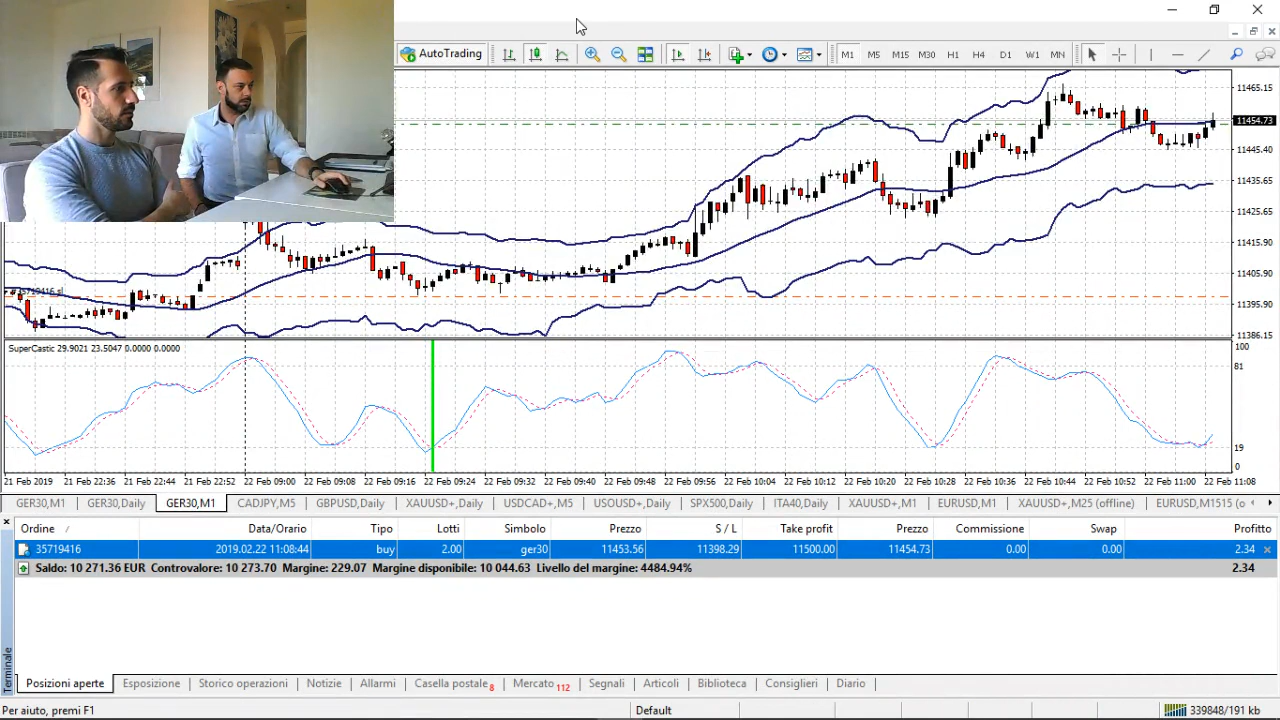 AutoTrading M1 M5 M15 M30 H1 H4 D1 W1 MN
11465.15
11454.73
11445.40
11435.65
11425.65
11415.90
11405.90
11395.90
11386.15
SuperCastic 29.9021 23.5047 0.0000 0.0000
100
81
19
0
21 Feb 2019 21 Feb 22:36 21 Feb 22:44 21 Feb 22:52 22 Feb 09:00 22 Feb 09:08 22 Feb 09:16 22 Feb 09:24 22 Feb 09:32 22 Feb 09:40 22 Feb 09:48 22 Feb 09:56 22 Feb 10:04 22 Feb 10:12 22 Feb 10:20 22 Feb 10:28 22 Feb 10:36 22 Feb 10:44 22 Feb 10:52 22 Feb 11:00 22 Feb 11:08
GER30,M1 GER30,Daily GER30,M1 CADJPY,M5 GBPUSD,Daily XAUUSD+,Daily USDCAD+,M5 USOUSD+,Daily SPX500,Daily ITA40,Daily XAUUSD+,M1 EURUSD,M1 XAUUSD+,M25 (offline) EURUSD,M1515 (o
Ordine / Data/Orario Tipo Lotti Simbolo Prezzo S / L Take profit Prezzo Commissione Swap Profitto
35719416 2019.02.22 11:08:44 buy 2.00 ger30 11453.56 11398.29 11500.00 11454.73 0.00 0.00 2.34
Saldo: 10 271.36 EUR Controvalore: 10 273.70 Margine: 229.07 Margine disponibile: 10 044.63 Livello del margine: 4484.94% 2.34
Terminale
Posizioni aperte Esposizione Storico operazioni Notizie Allarmi Casella postale 8 Mercato 112 Segnali Articoli Biblioteca Consiglieri Diario
Per aiuto, premi F1 Default 339848/191 kb